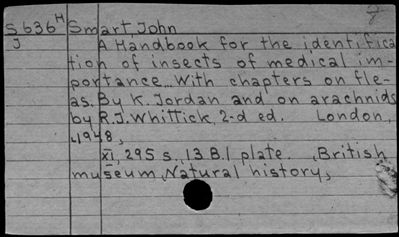 S 636 H Smart, John
J A Handbook for the identifica
tion of insects of medical im-
portance... With chapters on fle-
as. By K. Jordan and on arachnids
by R.J. Whittick, 2-d ed. London,
1948,
XI, 295 s., 13 B.l plate. (British
museum, Natural history,